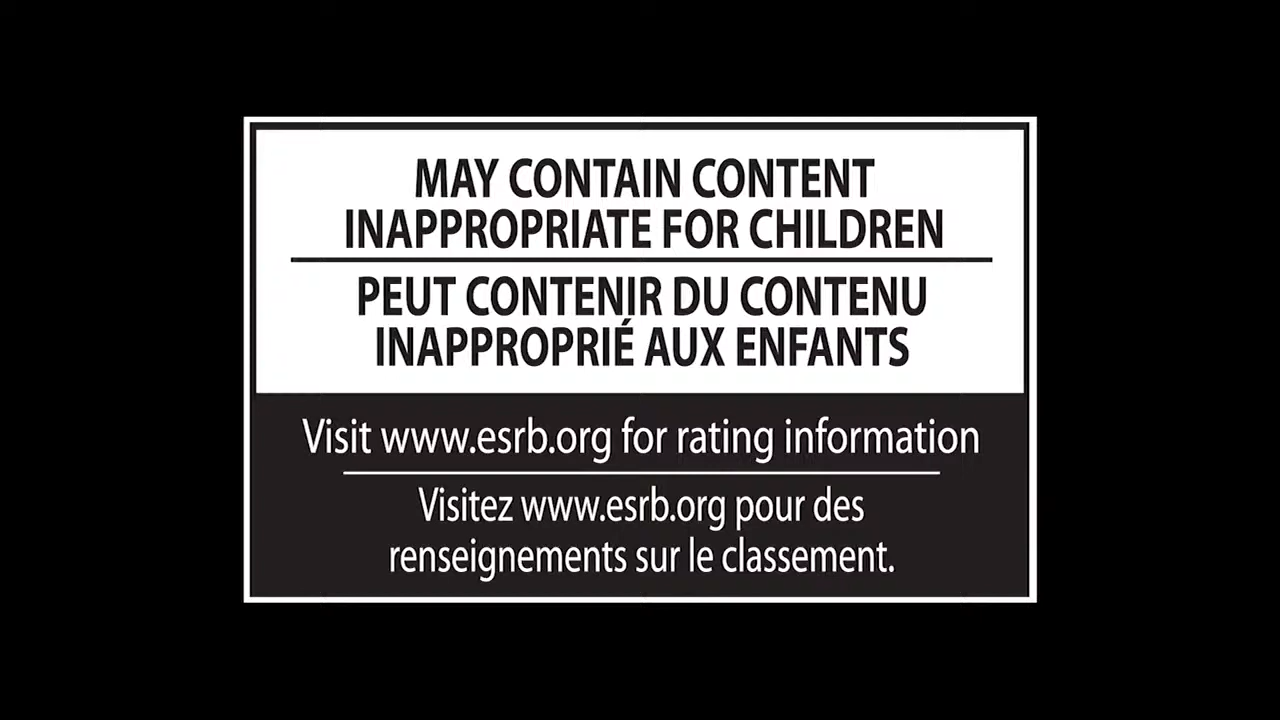 MAY CONTAIN CONTENT
INAPPROPRIATE FOR CHILDREN
PEUT CONTENIR DU CONTENU
INAPPROPRIÉ AUX ENFANTS
Visit www.esrb.org for rating information
Visitez www.esrb.org pour des
renseignements sur le classement.